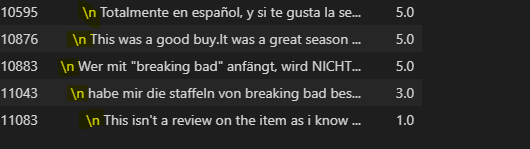 10595 \n Totalmente en español, y si te gusta la se... 5.0
10876 \n This was a good buy.It was a great season ... 5.0
10883 \n Wer mit "breaking bad" anfängt, wird NICHT... 5.0
11043 \n habe mir die staffeln von breaking bad bes... 3.0
11083 \n This isn't a review on the item as i know ... 1.0